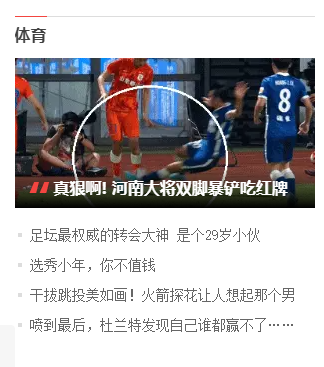 体育
真狠啊! 河南大将双脚暴铲吃红牌
足坛最权威的转会大神 是个29岁小伙
选秀小年，你不值钱
干拔跳投美如画！火箭探花让人想起那个男
喷到最后，杜兰特发现自己谁都赢不了……
8